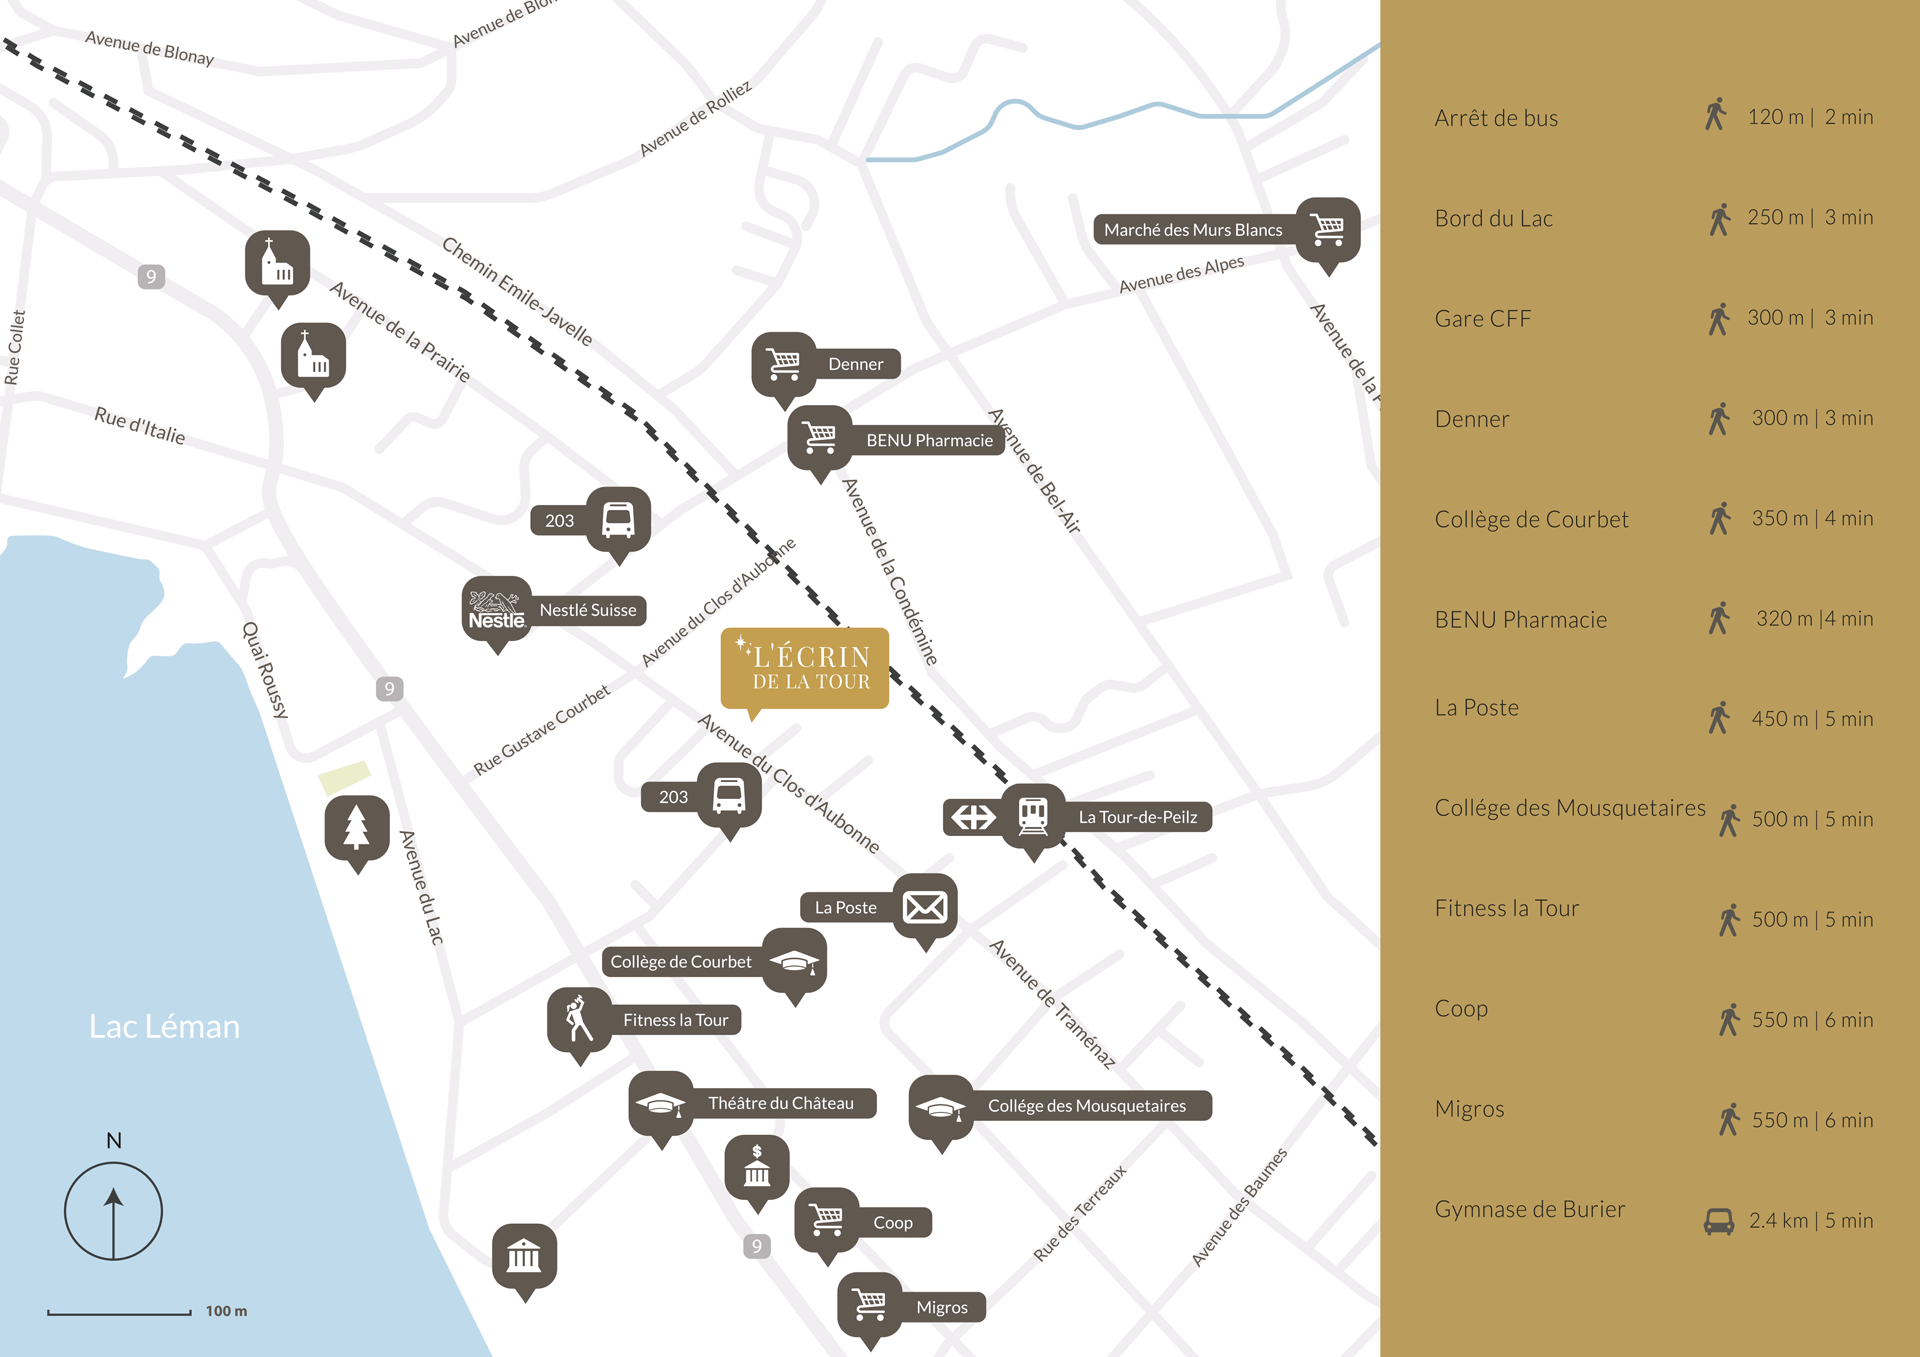 Avenue de Blonay
Avenue de Blon
Avenue de Rolliez
Marché des Murs Blancs
Avenue des Alpes
Chemin Emile-Javelle
9
Avenue de la Prairie
Avenue de la
Rue Collet
Denner
Rue d'Italie
BENU Pharmacie
Avenue de Bel-Air
Avenue de la Condémine
203
Avenue du Clos d'Aubonne
Nestlé
Nestlé Suisse
Quai Roussy
L'ÉCRIN
DE LA TOUR
9
Rue Gustave Courbet
Avenue du Clos d'Aubonne
203
La Tour-de-Peilz
Avenue du Lac
La Poste
Collège de Courbet
Avenue de Traménaz
Lac Léman
Fitness la Tour
Théâtre du Château
Collége des Mousquetaires
N
$
Rue des Terreaux
Avenue des Baumes
Coop
9
Migros
100 m
Arrêt de bus 120 m | 2 min
Bord du Lac 250 m | 3 min
Gare CFF 300 m | 3 min
Denner 300 m | 3 min
Collège de Courbet 350 m | 4 min
BENU Pharmacie 320 m |4 min
La Poste 450 m | 5 min
Collége des Mousquetaires 500 m | 5 min
Fitness la Tour 500 m | 5 min
Coop 550 m | 6 min
Migros 550 m | 6 min
Gymnase de Burier 2.4 km | 5 min